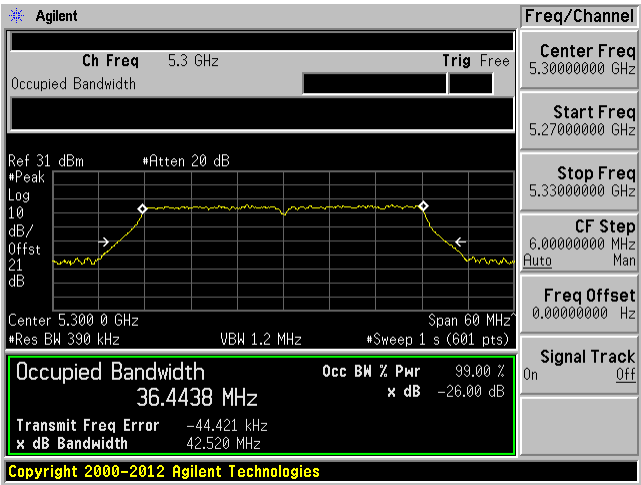 Agilent
Freq/Channel
Ch Freq 5.3 GHz Trig Free
Occupied Bandwidth
Center Freq
5.30000000 GHz
Start Freq
5.27000000 GHz
Stop Freq
5.33000000 GHz
CF Step
6.00000000 MHz
Auto Man
Freq Offset
0.00000000 Hz
Signal Track
On Off
Ref 31 dBm #Atten 20 dB
#Peak
Log
10
dB/
Offst
21
dB
Center 5.300 0 GHz Span 60 MHz^
#Res BW 390 kHz VBW 1.2 MHz #Sweep 1 s (601 pts)
Occupied Bandwidth Occ BW % Pwr 99.00 %
36.4438 MHz x dB -26.00 dB
Transmit Freq Error -44.421 kHz
x dB Bandwidth 42.520 MHz
Copyright 2000-2012 Agilent Technologies